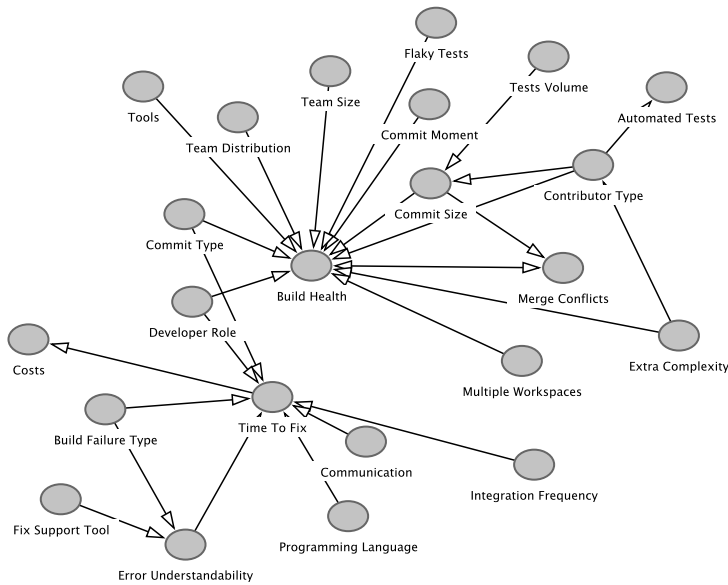 Flaky Tests
Tests Volume
Team Size
Tools
Automated Tests
Commit Moment
Team Distribution
Contributor Type
Commit Size
Commit Type
Build Health
Merge Conflicts
Developer Role
Costs
Extra Complexity
Multiple Workspaces
Time To Fix
Build Failure Type
Communication
Integration Frequency
Fix Support Tool
Programming Language
Error Understandability